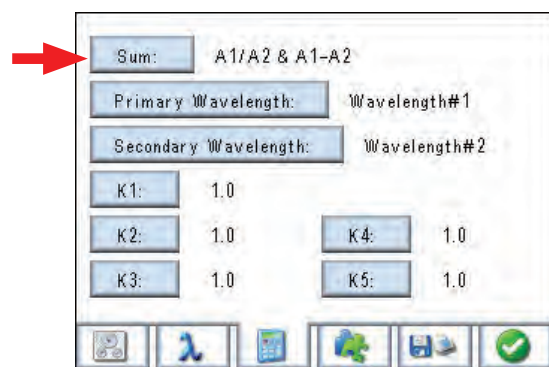 Sum: A1/A2 & A1–A2
Primary Wavelength: Wavelength#1
Secondary Wavelength: Wavelength#2
K1: 1.0
K2: 1.0 K4: 1.0
K3: 1.0 K5: 1.0
λ